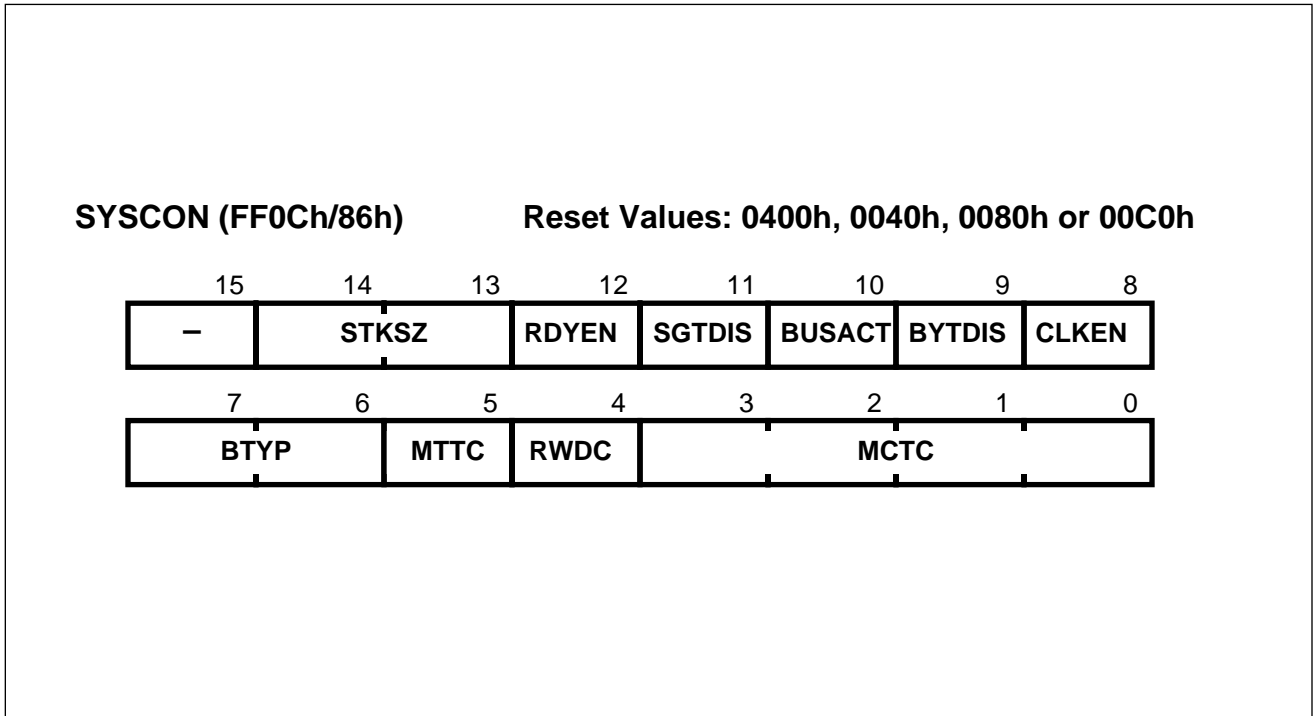 SYSCON (FF0Ch/86h) Reset Values: 0400h, 0040h, 0080h or 00C0h
15 14 13 12 11 10 9 8
– STKSZ RDYEN SGTDIS BUSACT BYTDIS CLKEN
7 6 5 4 3 2 1 0
BTYP MTTC RWDC MCTC